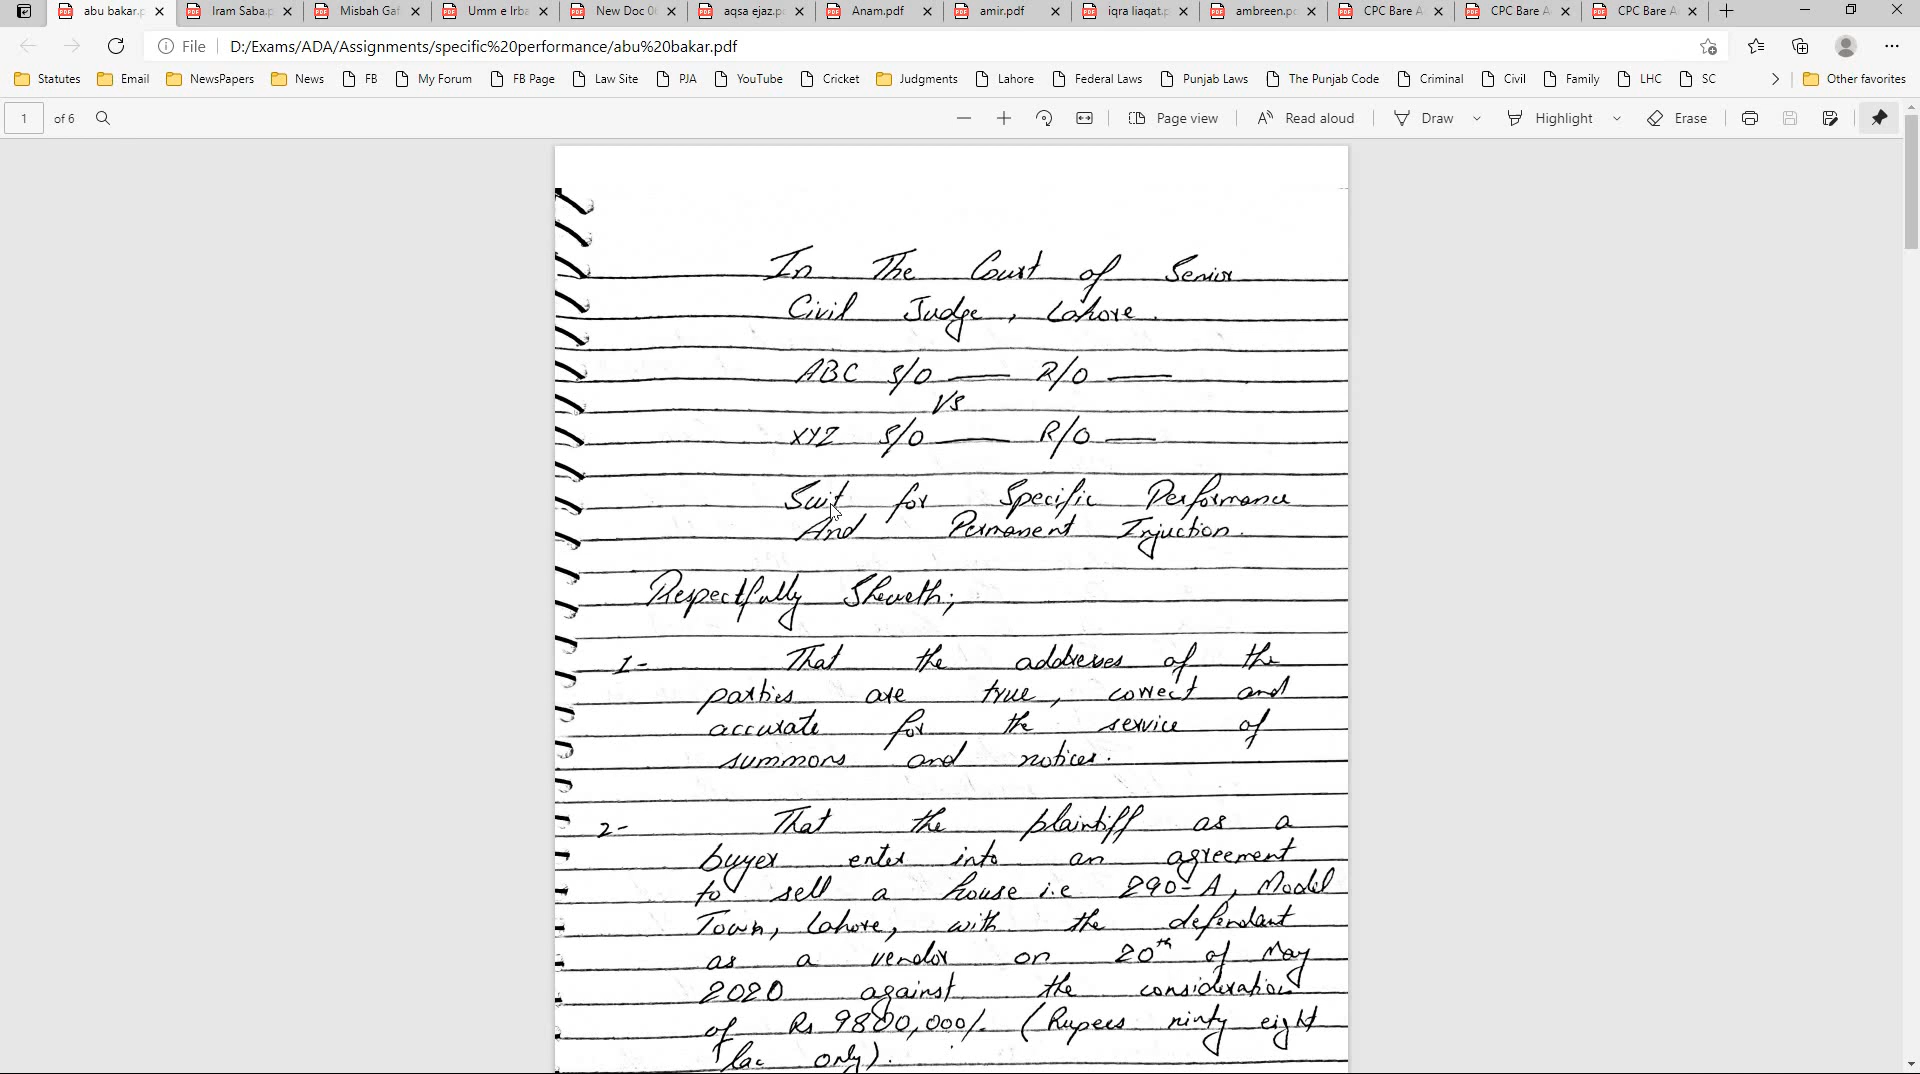 abu bakar.p
Iram Saba.p
Misbah Gaf
Umm e Irba
New Doc 0
aqsa ejaz.p
Anam.pdf
amir.pdf
iqra liaqat.p
ambreen.p
CPC Bare A
CPC Bare A
CPC Bare A
File
D:/Exams/ADA/Assignments/specific%20performance/abu%20bakar.pdf
Statutes Email NewsPapers News FB My Forum FB Page Law Site PJA YouTube Cricket Judgments Lahore Federal Laws Punjab Laws The Punjab Code Criminal Civil Family LHC SC Other favorites
1 of 6 Page view Read aloud Draw Highlight Erase
In The Court of Senior
Civil Judge, Lahore.
ABC S/O —— R/O ——
VS
XYZ S/O —— R/O ——
Suit for Specific Performance
And Permanent Injuction.
Respectfully Sheweth;
1- That the addresses of the
parties are true, correct and
accurate for the service of
summons and notices.
2- That the plaintiff as a
buyer enter into an agreement
to sell a house i.e 290-A, Model
Town, Lahore, with the defendant
as a vendor on 20th of May
2020 against the consideration
of Rs 9800,000/- (Rupees ninty eight
lac only).